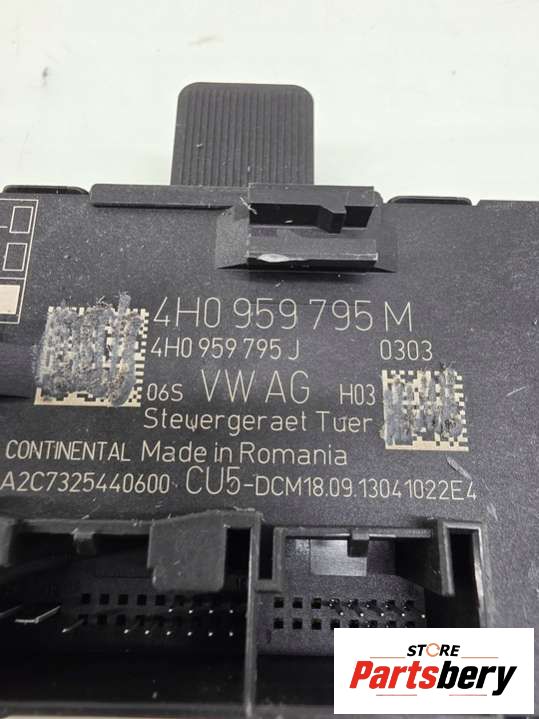 4H0 959 795 M
4H0 959 795 J 0303
06S VW AG H03
Steuergeraet Tuer
CONTINENTAL Made in Romania
A2C7325440600 CU5-DCM18.09.13041022E4
STORE
Partsbery